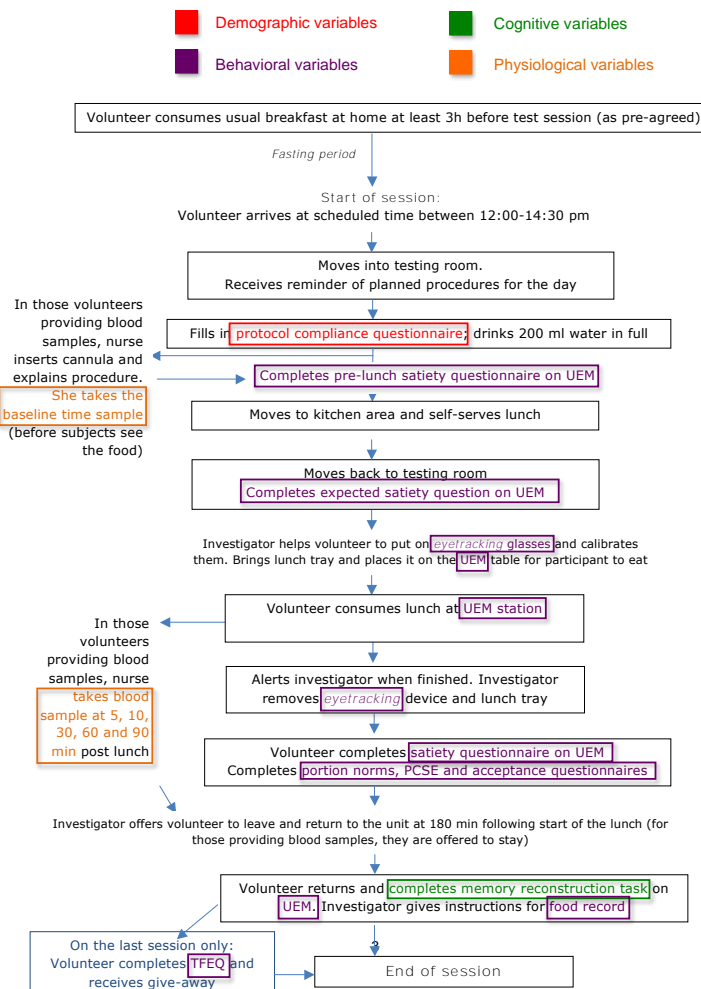 Demographic variables
Cognitive variables
Behavioral variables
Physiological variables
Volunteer consumes usual breakfast at home at least 3h before test session (as pre-agreed)
Fasting period
Start of session:
Volunteer arrives at scheduled time between 12:00-14:30 pm
Moves into testing room.
Receives reminder of planned procedures for the day
Fills in protocol compliance questionnaire; drinks 200 ml water in full
In those volunteers
providing blood
samples, nurse
inserts cannula and
explains procedure.
She takes the
baseline time sample
(before subjects see
the food)
Completes pre-lunch satiety questionnaire on UEM
Moves to kitchen area and self-serves lunch
Moves back to testing room
Completes expected satiety question on UEM
Investigator helps volunteer to put on eyetracking glasses and calibrates
them. Brings lunch tray and places it on the UEM table for participant to eat
Volunteer consumes lunch at UEM station
In those
volunteers
providing blood
samples, nurse
takes blood
sample at 5, 10,
30, 60 and 90
min post lunch
Alerts investigator when finished. Investigator
removes eyetracking device and lunch tray
Volunteer completes satiety questionnaire on UEM
Completes portion norms, PCSE and acceptance questionnaires
Investigator offers volunteer to leave and return to the unit at 180 min following start of the lunch (for
those providing blood samples, they are offered to stay)
Volunteer returns and completes memory reconstruction task on
UEM. Investigator gives instructions for food record
3
On the last session only:
Volunteer completes TFEQ and
receives give-away
End of session